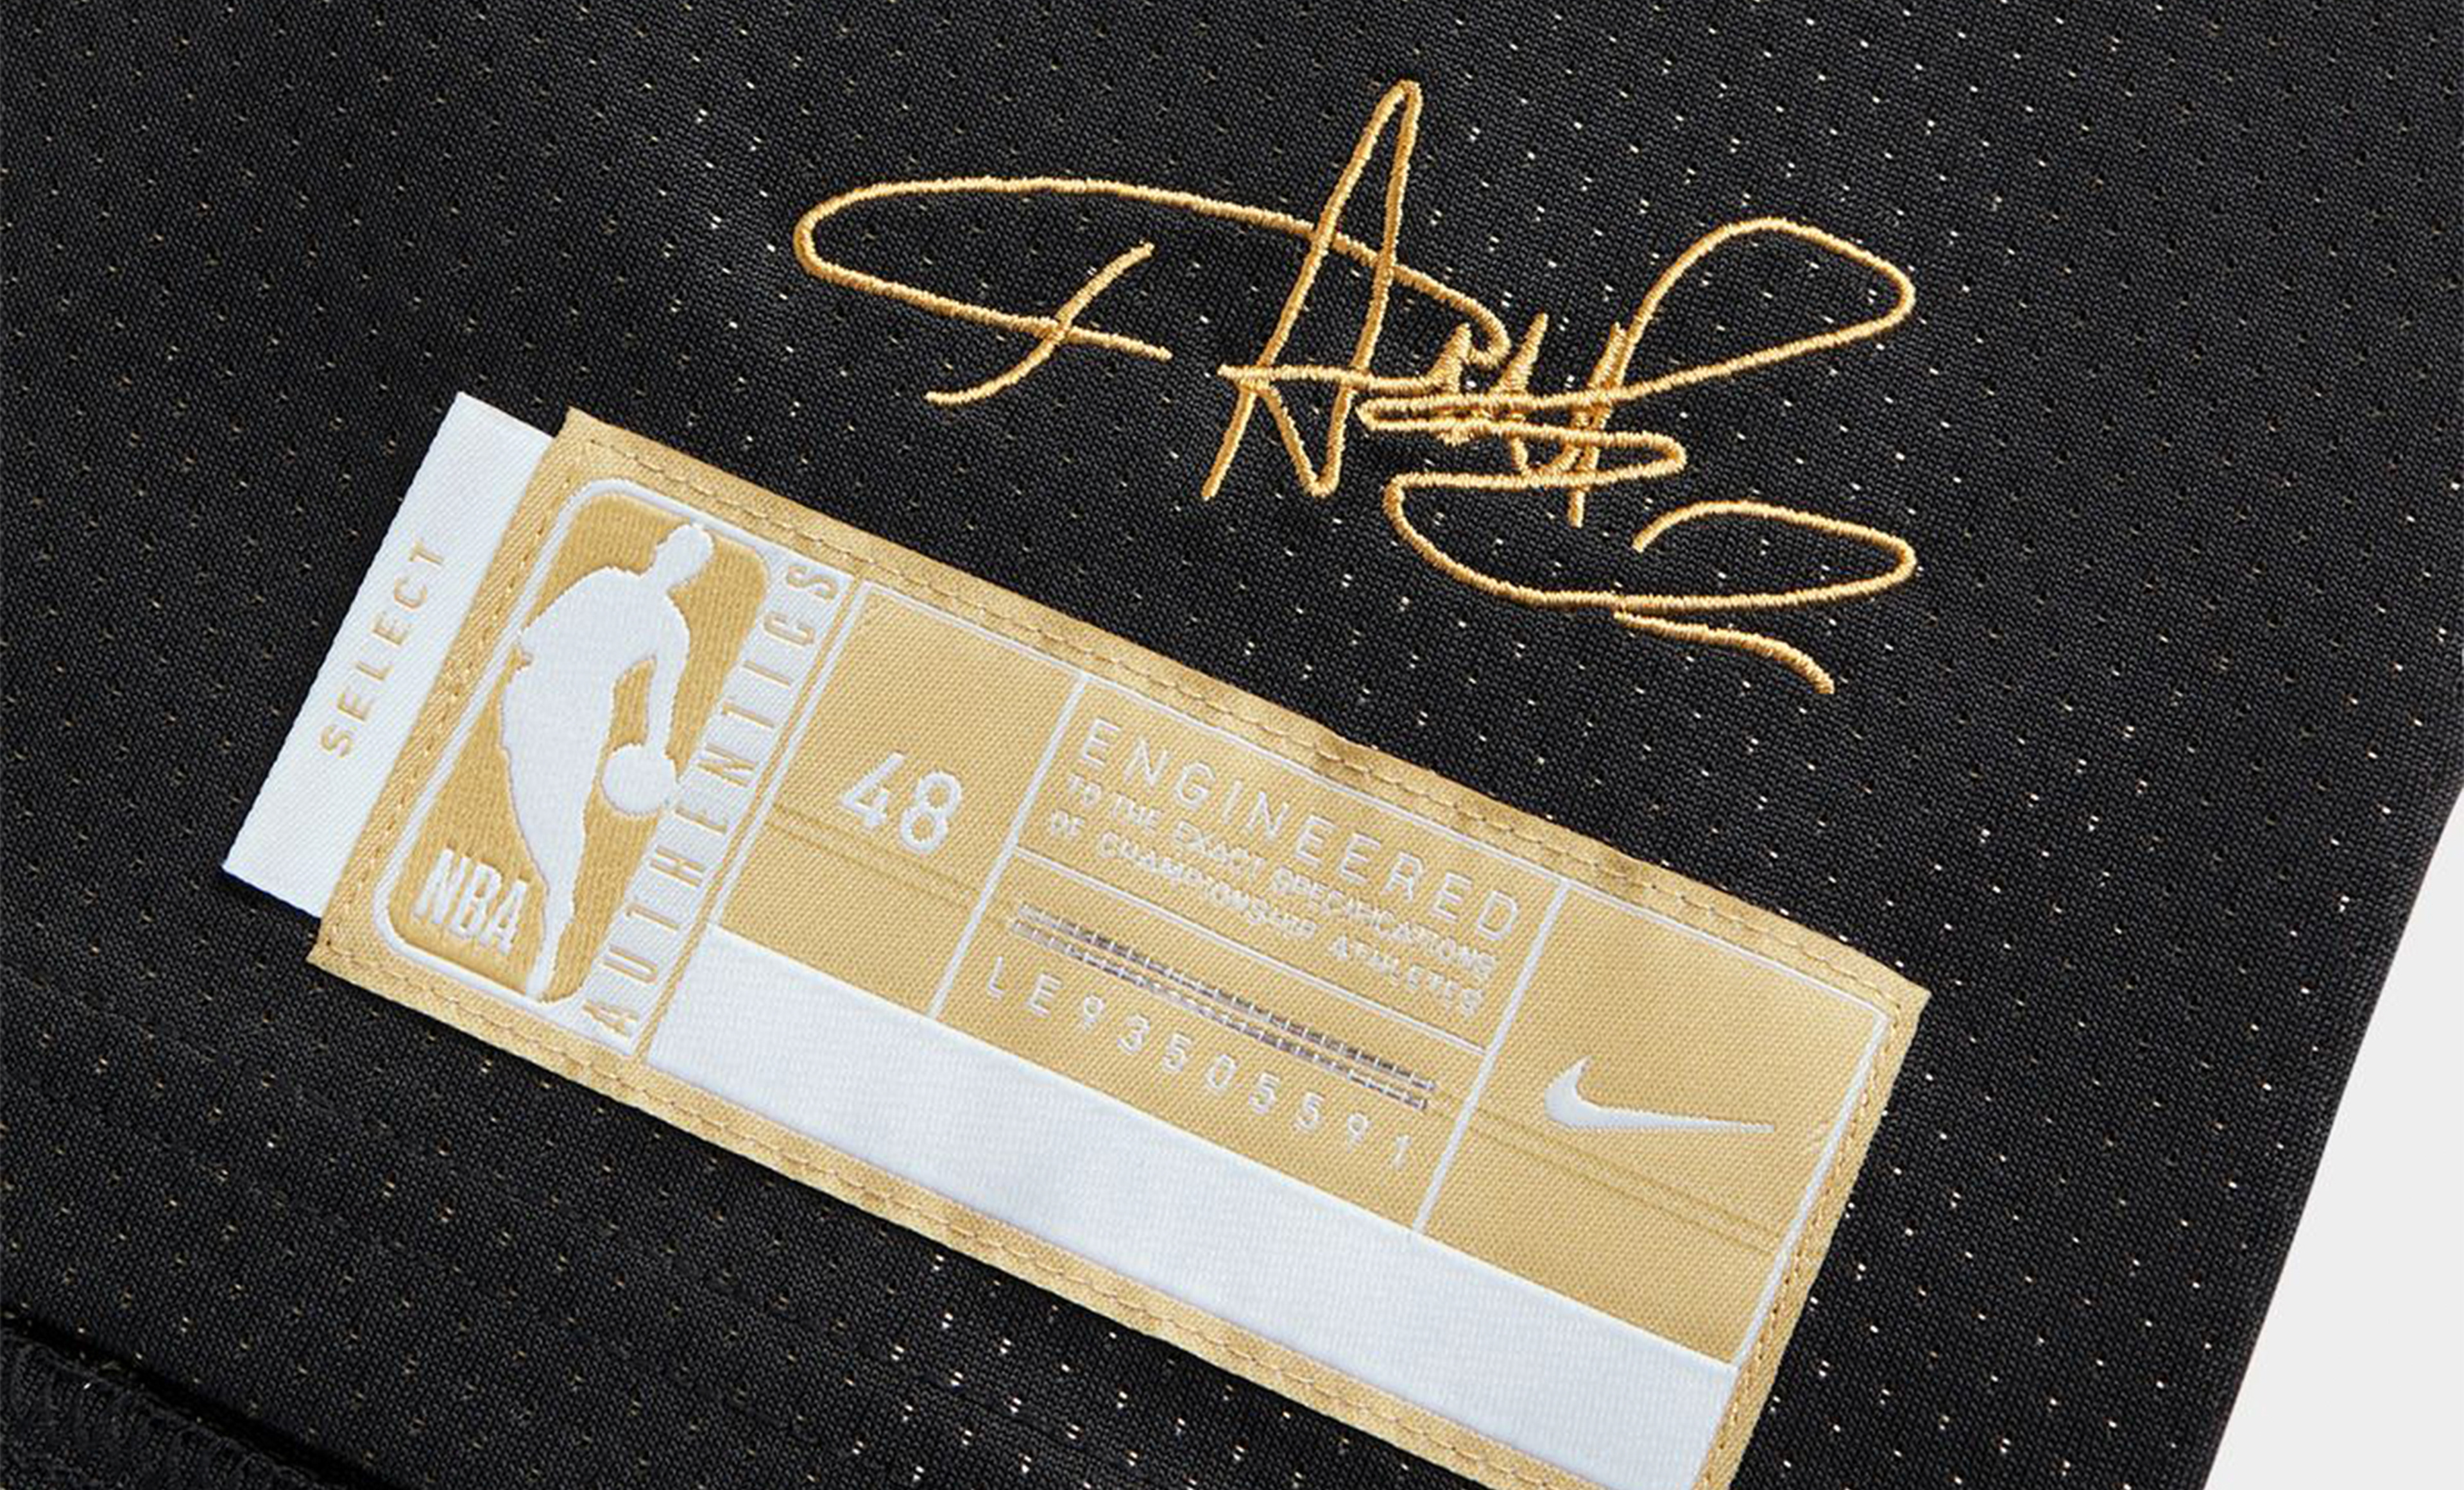 SELECT
NBA
AUTHENTICS
48
ENGINEERED
TO THE EXACT SPECIFICATIONS
OF CHAMPIONSHIP ATHLETES
LE93505591